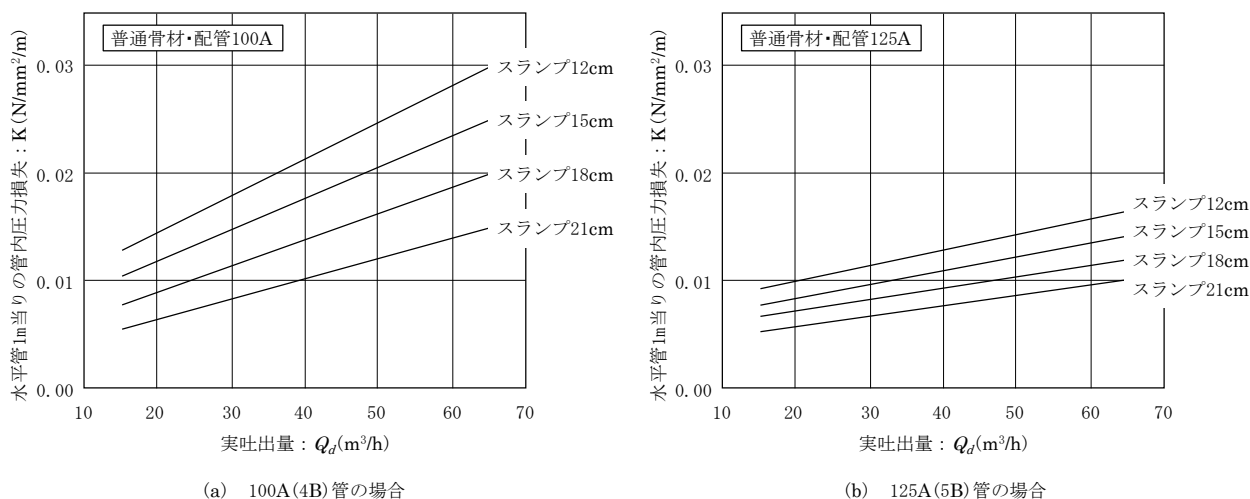 普通骨材・配管100A
水平管1m当りの管内圧力損失：K(N/mm²/m)
0.03
0.02
0.01
0.00
スランプ12cm
スランプ15cm
スランプ18cm
スランプ21cm
10 20 30 40 50 60 70
実吐出量：Qd(m³/h)
(a) 100A(4B)管の場合
普通骨材・配管125A
水平管1m当りの管内圧力損失：K(N/mm²/m)
0.03
0.02
0.01
0.00
スランプ12cm
スランプ15cm
スランプ18cm
スランプ21cm
10 20 30 40 50 60 70
実吐出量：Qd(m³/h)
(b) 125A(5B)管の場合